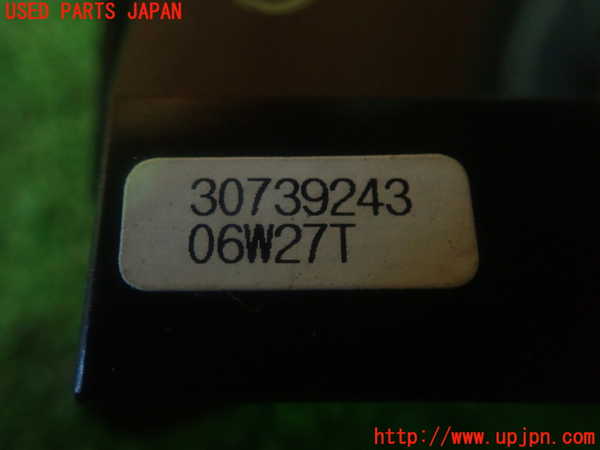 USED PARTS JAPAN
30739243
06W27T
http://www.upjpn.com/